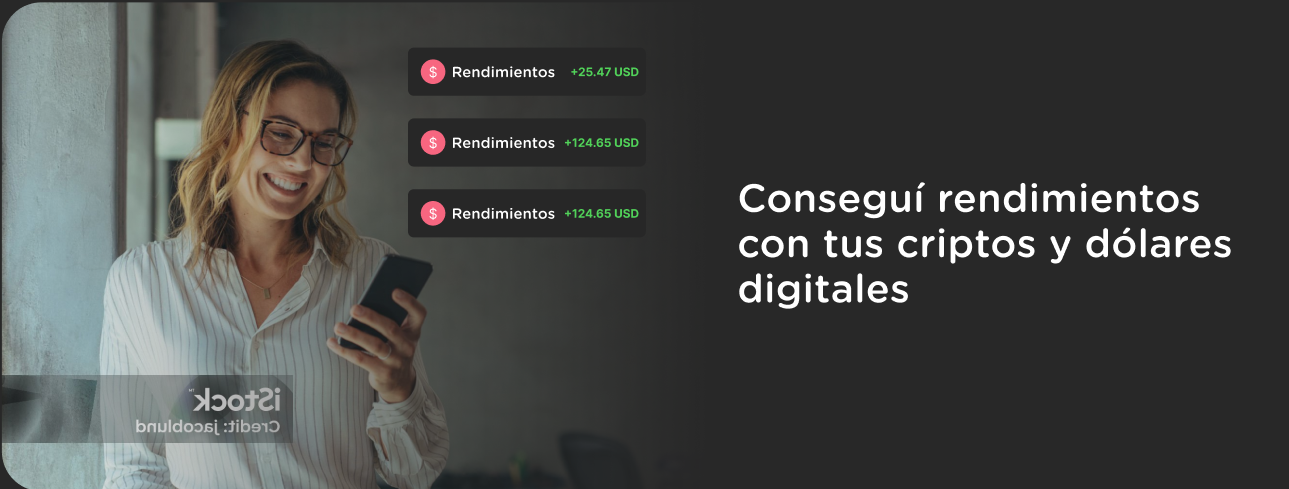 $ Rendimientos +25.47 USD
$ Rendimientos +124.65 USD
$ Rendimientos +124.65 USD
Conseguí rendimientos
con tus criptos y dólares
digitales
iStock™
Credit: jacoblund